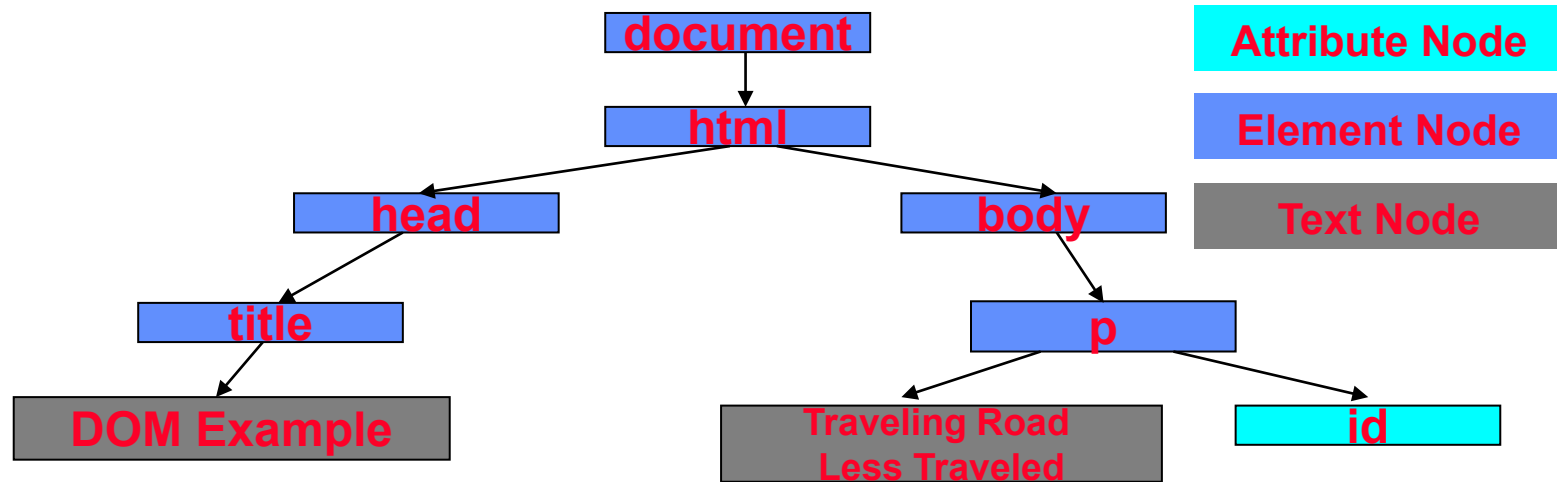 document
Attribute Node
html
Element Node
head
body
Text Node
title
p
DOM Example
Traveling Road
Less Traveled
id